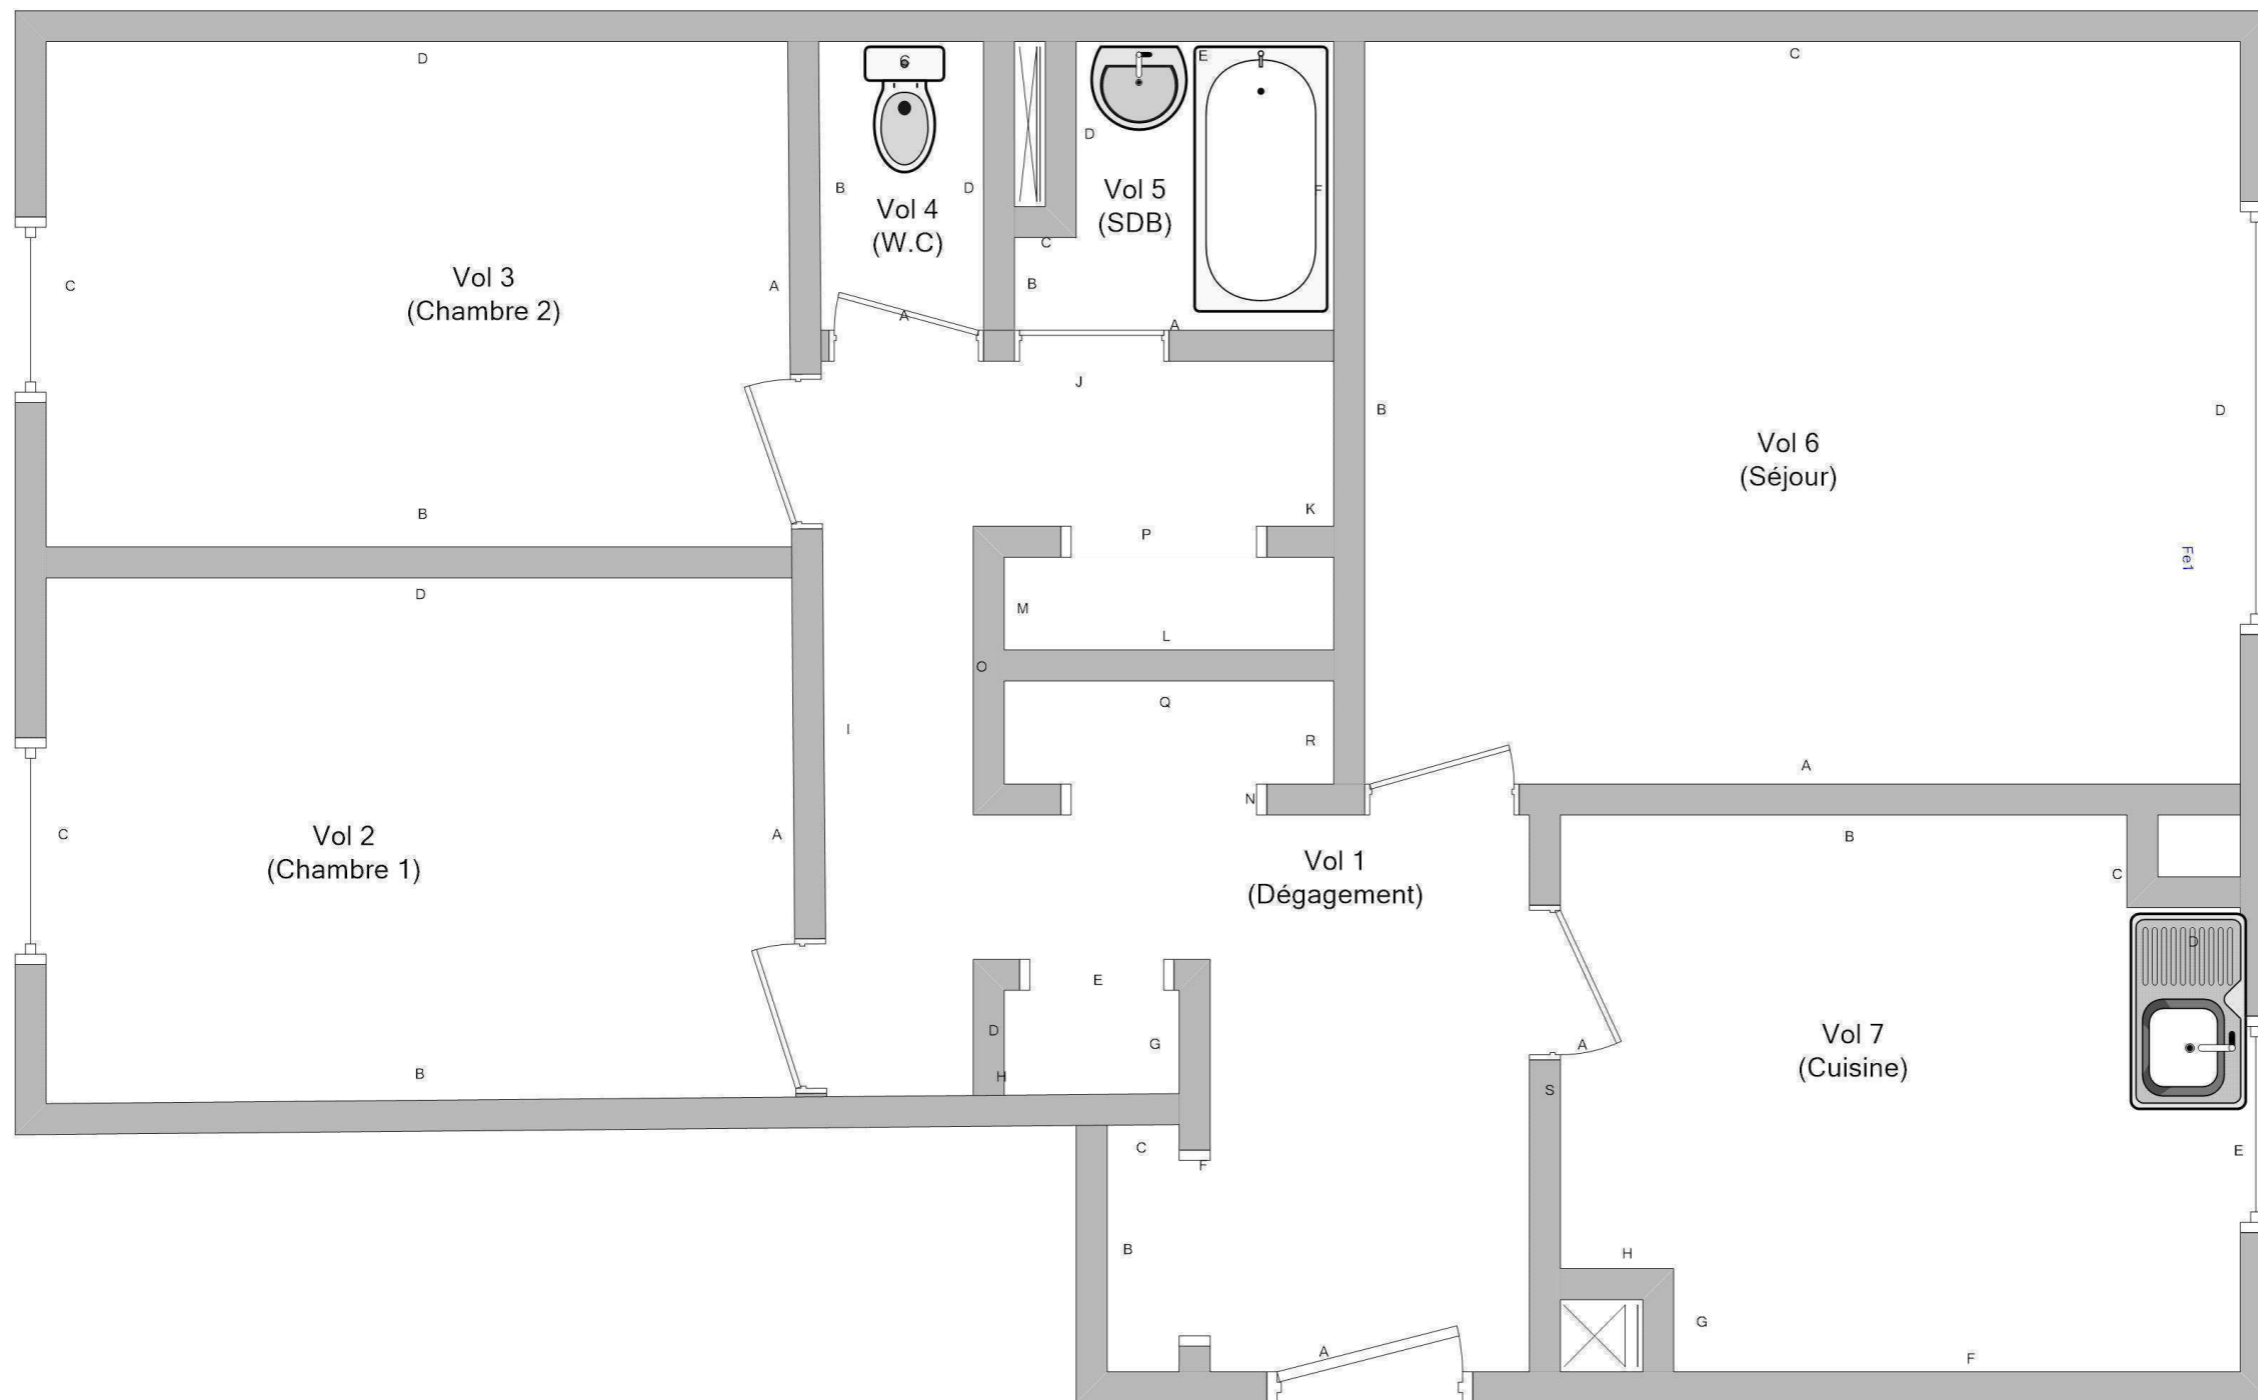 D
C
Vol 3
(Chambre 2)
A
B
C
B
D
A
Vol 4
(W.C)
E
D
F
C
B
A
Vol 5
(SDB)
C
B
D
A
Vol 6
(Séjour)
Fe1
J
K
P
M
L
O
Q
R
N
I
D
C
A
B
Vol 2
(Chambre 1)
Vol 1
(Dégagement)
E
D
G
H
C
F
B
A
S
B
C
D
A
E
H
G
F
Vol 7
(Cuisine)